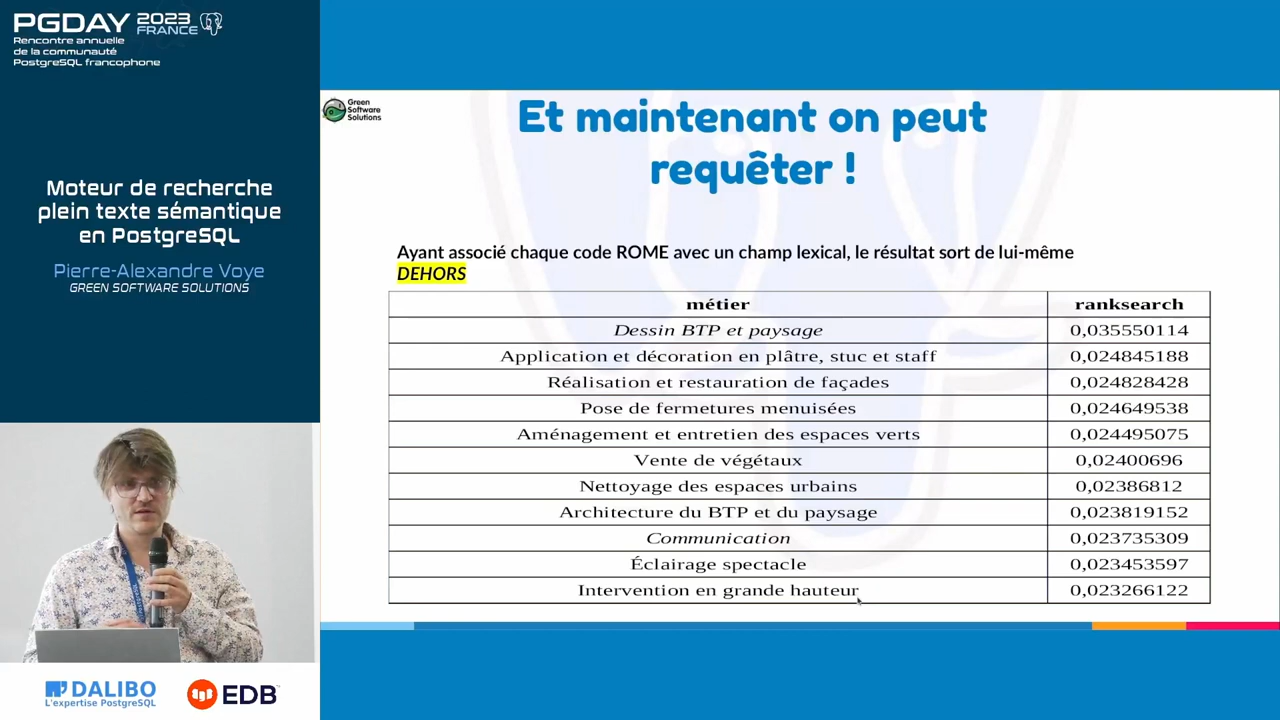 PGDAY 2023 FRANCE
Rencontre annuelle
de la communauté
PostgreSQL francophone
Moteur de recherche
plein texte sémantique
en PostgreSQL
Pierre-Alexandre Voye
GREEN SOFTWARE SOLUTIONS
DALIBO
L'expertise PostgreSQL
EDB
Green
Software
Solutions
Et maintenant on peut
requêter !
Ayant associé chaque code ROME avec un champ lexical, le résultat sort de lui-même
DEHORS
métier ranksearch
Dessin BTP et paysage 0,035550114
Application et décoration en plâtre, stuc et staff 0,024845188
Réalisation et restauration de façades 0,024828428
Pose de fermetures menuisées 0,024649538
Aménagement et entretien des espaces verts 0,024495075
Vente de végétaux 0,02400696
Nettoyage des espaces urbains 0,02386812
Architecture du BTP et du paysage 0,023819152
Communication 0,023735309
Éclairage spectacle 0,023453597
Intervention en grande hauteur 0,023266122